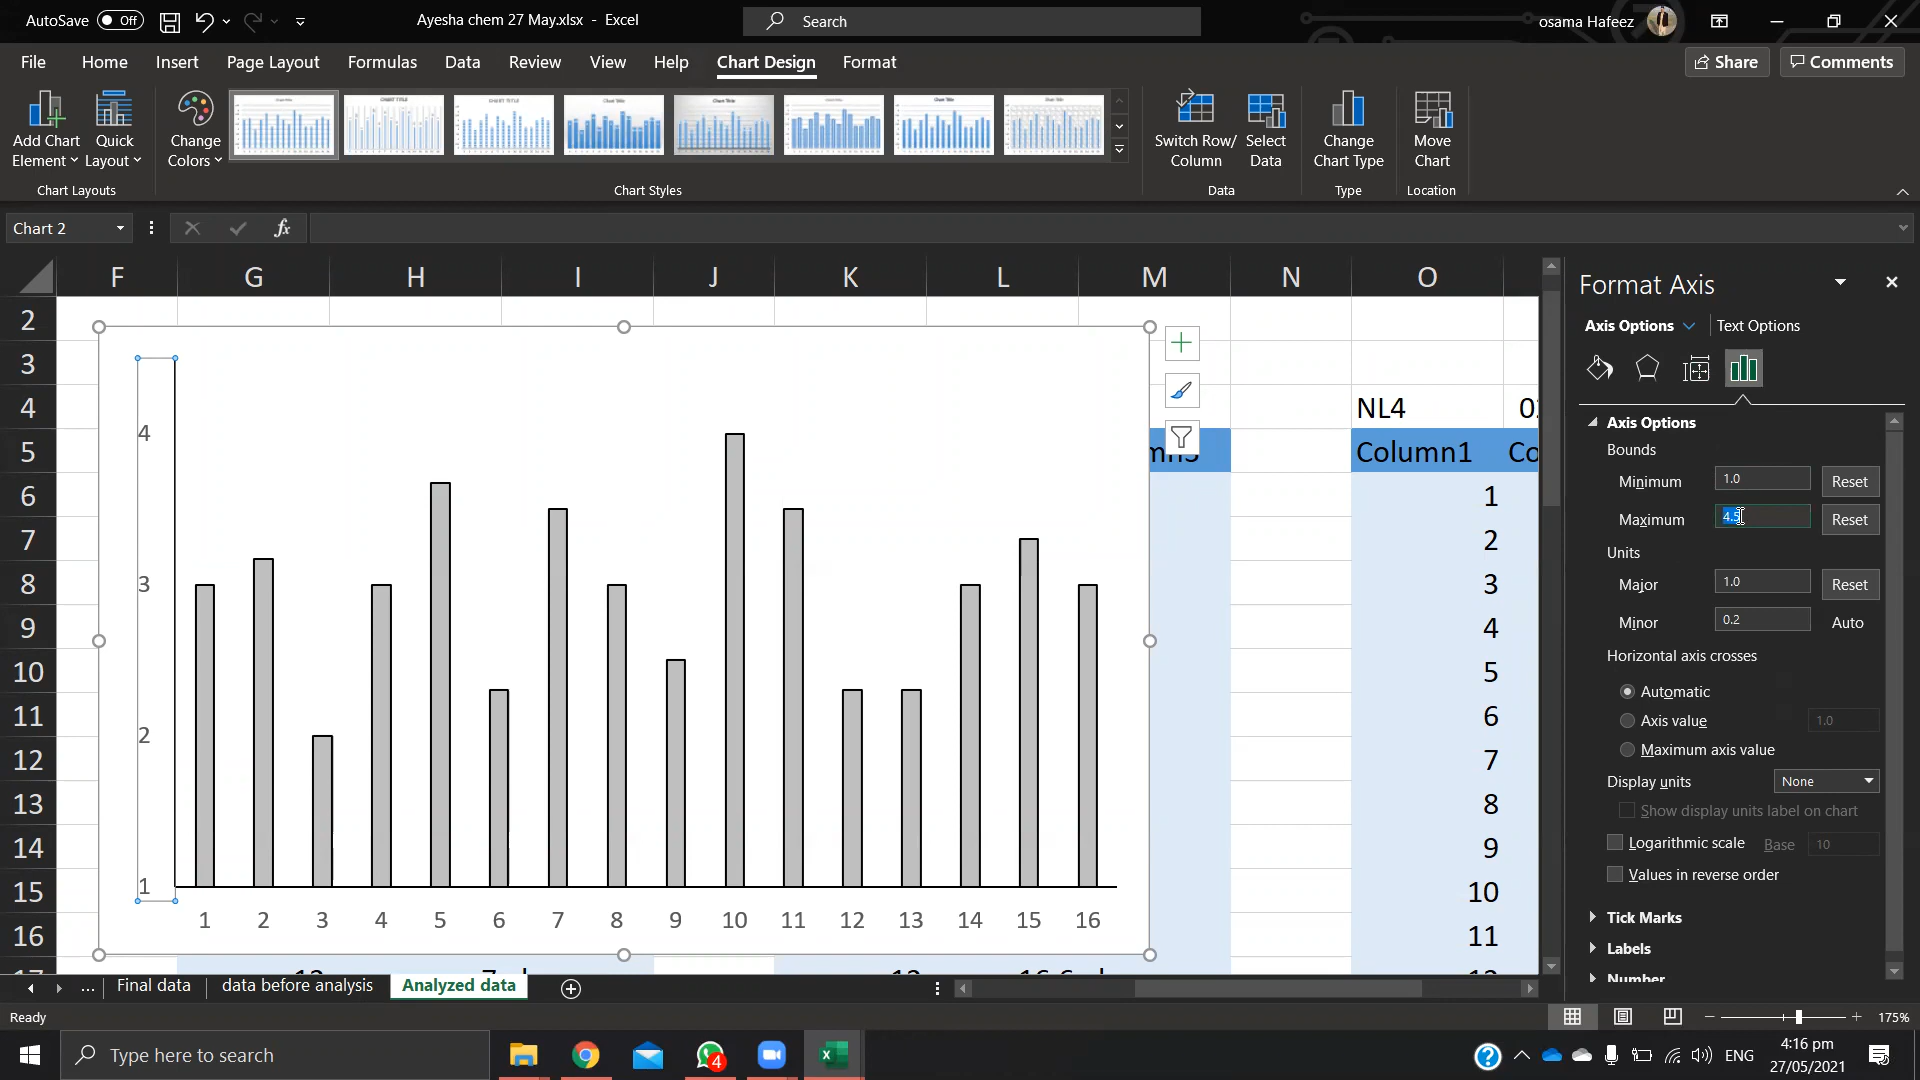 AutoSave Off Ayesha chem 27 May.xlsx - Excel Search osama Hafeez
File Home Insert Page Layout Formulas Data Review View Help Chart Design Format Share Comments
Add Chart Element Quick Layout Change Colors Switch Row/ Column Select Data Change Chart Type Move Chart
Chart Layouts Chart Styles Data Type Location
Chart 2 fx
F G H I J K L M N O
2
3
4 NL4
5 Column1 Co
6 1
7 2
8 3
9 4
10 5
11 6
12 7
13 8
14 9
15 10
16 11
4
3
2
1
1 2 3 4 5 6 7 8 9 10 11 12 13 14 15 16
Format Axis
Axis Options Text Options
Axis Options
Bounds
Minimum 1.0 Reset
Maximum 4.5 Reset
Units
Major 1.0 Reset
Minor 0.2 Auto
Horizontal axis crosses
Automatic
Axis value 1.0
Maximum axis value
Display units None
Show display units label on chart
Logarithmic scale Base 10
Values in reverse order
Tick Marks
Labels
Number
... Final data data before analysis Analyzed data
Ready 175%
Type here to search 4 ENG 4:16 pm
27/05/2021